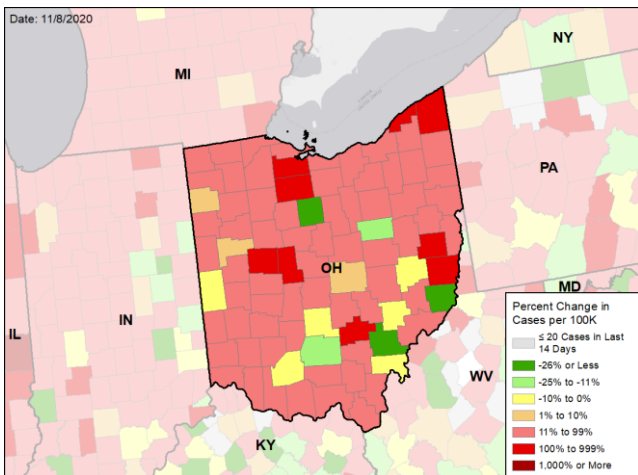 Date: 11/8/2020
NY
MI
PA
OH
IN
MD
IL
WV
KY
Percent Change in
Cases per 100K
≤ 20 Cases in Last
14 Days
-26% or Less
-25% to -11%
-10% to 0%
1% to 10%
11% to 99%
100% to 999%
1,000% or More